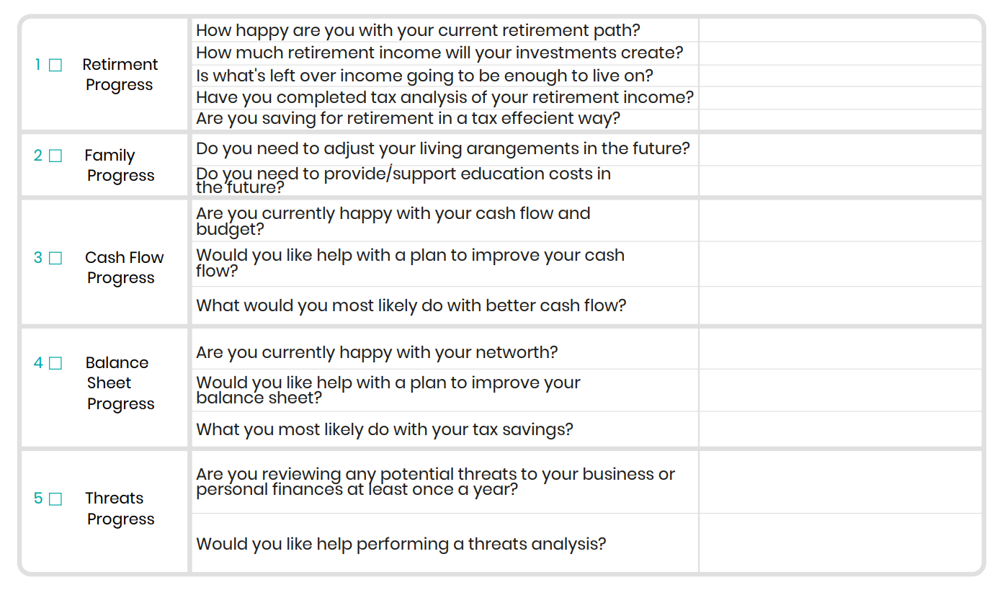 1 ☐ Retirment
Progress
How happy are you with your current retirement path?
How much retirement income will your investments create?
Is what's left over income going to be enough to live on?
Have you completed tax analysis of your retirement income?
Are you saving for retirement in a tax effecient way?
2 ☐ Family
Progress
Do you need to adjust your living arangements in the future?
Do you need to provide/support education costs in
the future?
3 ☐ Cash Flow
Progress
Are you currently happy with your cash flow and
budget?
Would you like help with a plan to improve your cash
flow?
What would you most likely do with better cash flow?
4 ☐ Balance
Sheet
Progress
Are you currently happy with your networth?
Would you like help with a plan to improve your
balance sheet?
What you most likely do with your tax savings?
5 ☐ Threats
Progress
Are you reviewing any potential threats to your business or
personal finances at least once a year?
Would you like help performing a threats analysis?